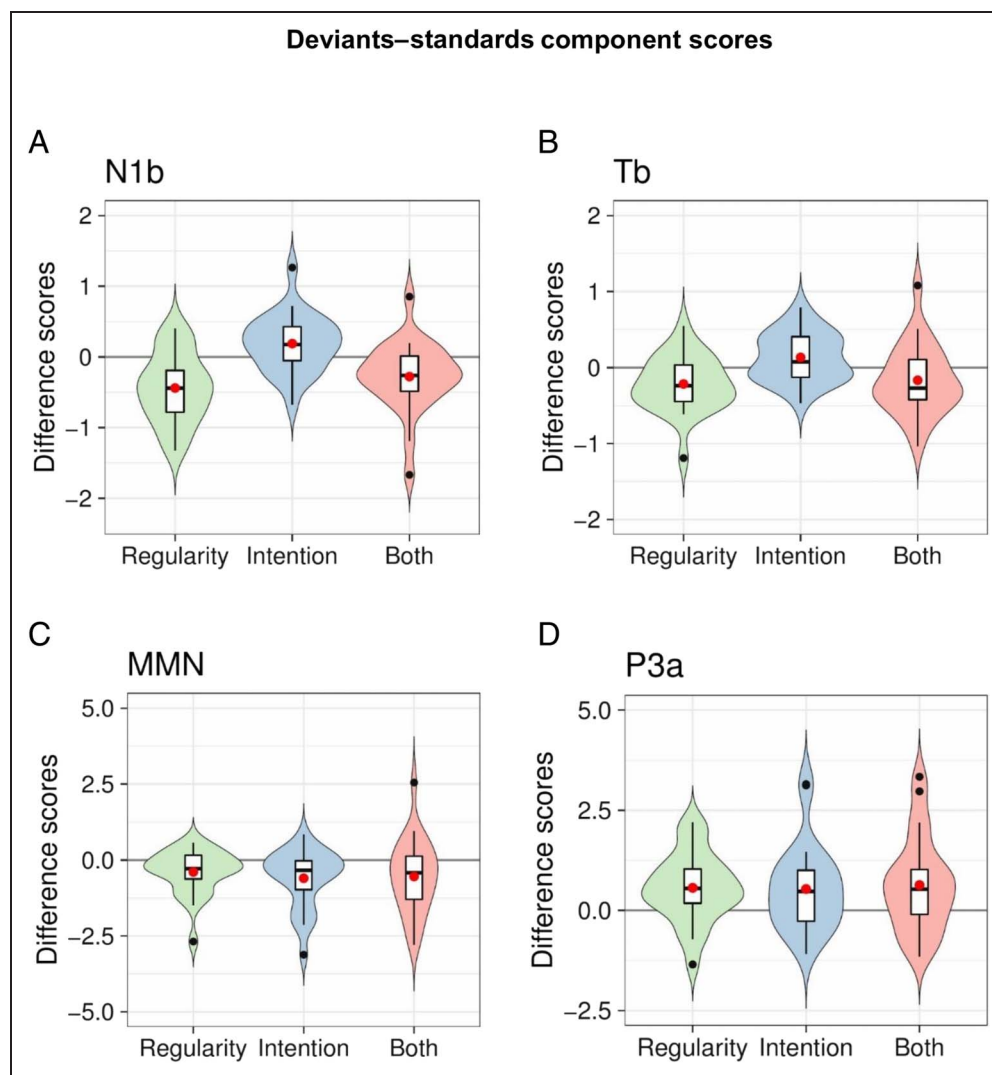 Deviants–standards component scores
A
N1b
Difference scores
2
1
0
−1
−2
Regularity Intention Both
B
Tb
Difference scores
2
1
0
−1
−2
Regularity Intention Both
C
MMN
Difference scores
5.0
2.5
0.0
−2.5
−5.0
Regularity Intention Both
D
P3a
Difference scores
5.0
2.5
0.0
−2.5
Regularity Intention Both